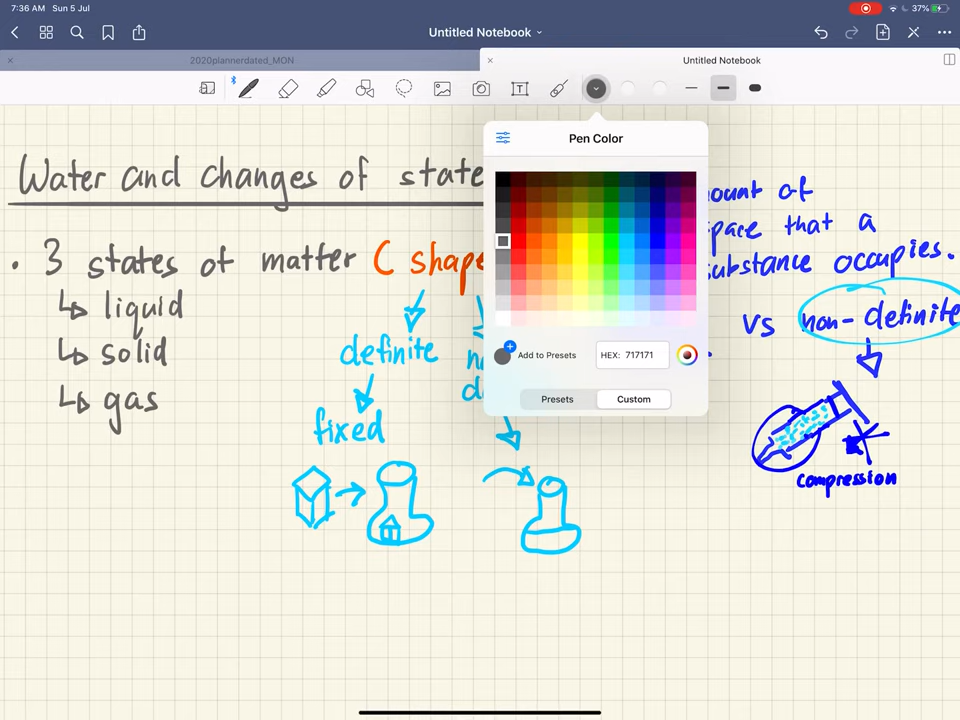 7:36 AM Sun 5 Jul
37%
Untitled Notebook
2020plannerdated_MON
Untitled Notebook
Pen Color
Water and changes of state
ount of
pace that a
ubstance occupies.
• 3 states of matter ( shape
↳ liquid
↳ solid
↳ gas
definite
n
d
vs non-definite
fixed
compression
Add to Presets
HEX: 717171
Presets
Custom